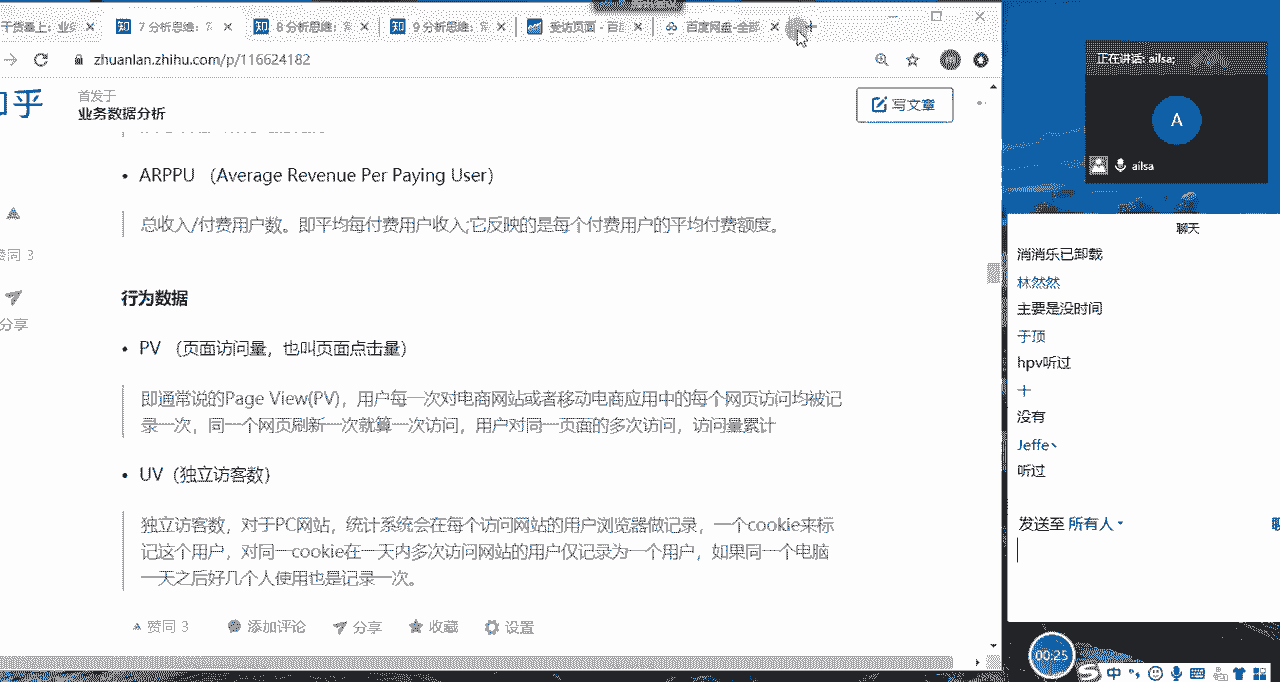 干货基上：业务
7 分析思维：
8 分析思维：
9 分析思维：
受访页面 - 百度
百度网盘-全部
zhuanlan.zhihu.com/p/116624182
首发于
业务数据分析
写文章
• ARPPU （Average Revenue Per Paying User）
总收入/付费用户数。即平均每付费用户收入;它反映的是每个付费用户的平均付费额度。
赞同 3
分享
行为数据
• PV （页面访问量，也叫页面点击量）
即通常说的Page View(PV)，用户每一次对电商网站或者移动电商应用中的每个网页访问均被记
录一次，同一个网页刷新一次就算一次访问，用户对同一页面的多次访问，访问量累计
• UV（独立访客数）
独立访客数，对于PC网站，统计系统会在每个访问网站的用户浏览器做记录，一个cookie来标
记这个用户，对同一cookie在一天内多次访问网站的用户仅记录为一个用户，如果同一个电脑
一天之后好几个人使用也是记录一次。
赞同 3 添加评论 分享 收藏 设置
正在讲话: ailsa;
A
ailsa
聊天
消消乐已卸载
林然然
主要是没时间
于顶
hpv听过
十
没有
Jeffe丶
听过
发送至 所有人
00:25
中